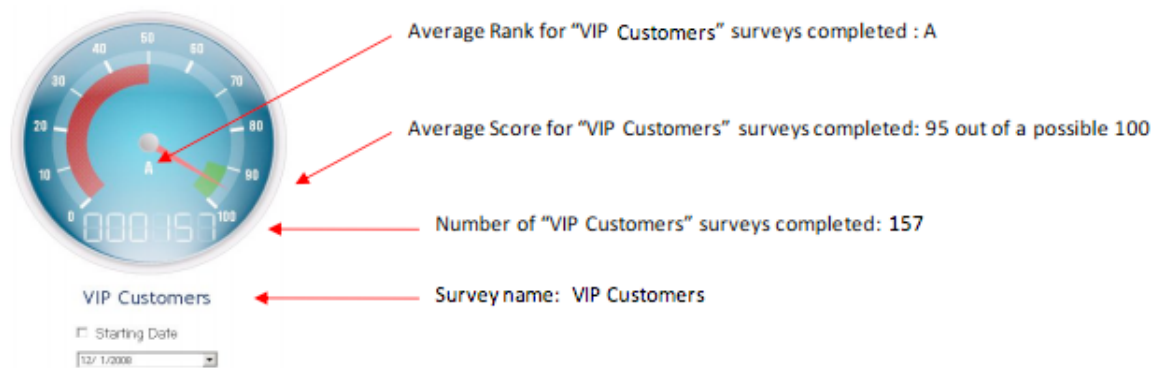 50
40
60
30
70
20
80
10
90
A
0
100
0000157
VIP Customers
Starting Date
12/ 1/2008
Average Rank for “VIP Customers” surveys completed : A
Average Score for “VIP Customers” surveys completed: 95 out of a possible 100
Number of “VIP Customers” surveys completed: 157
Survey name: VIP Customers